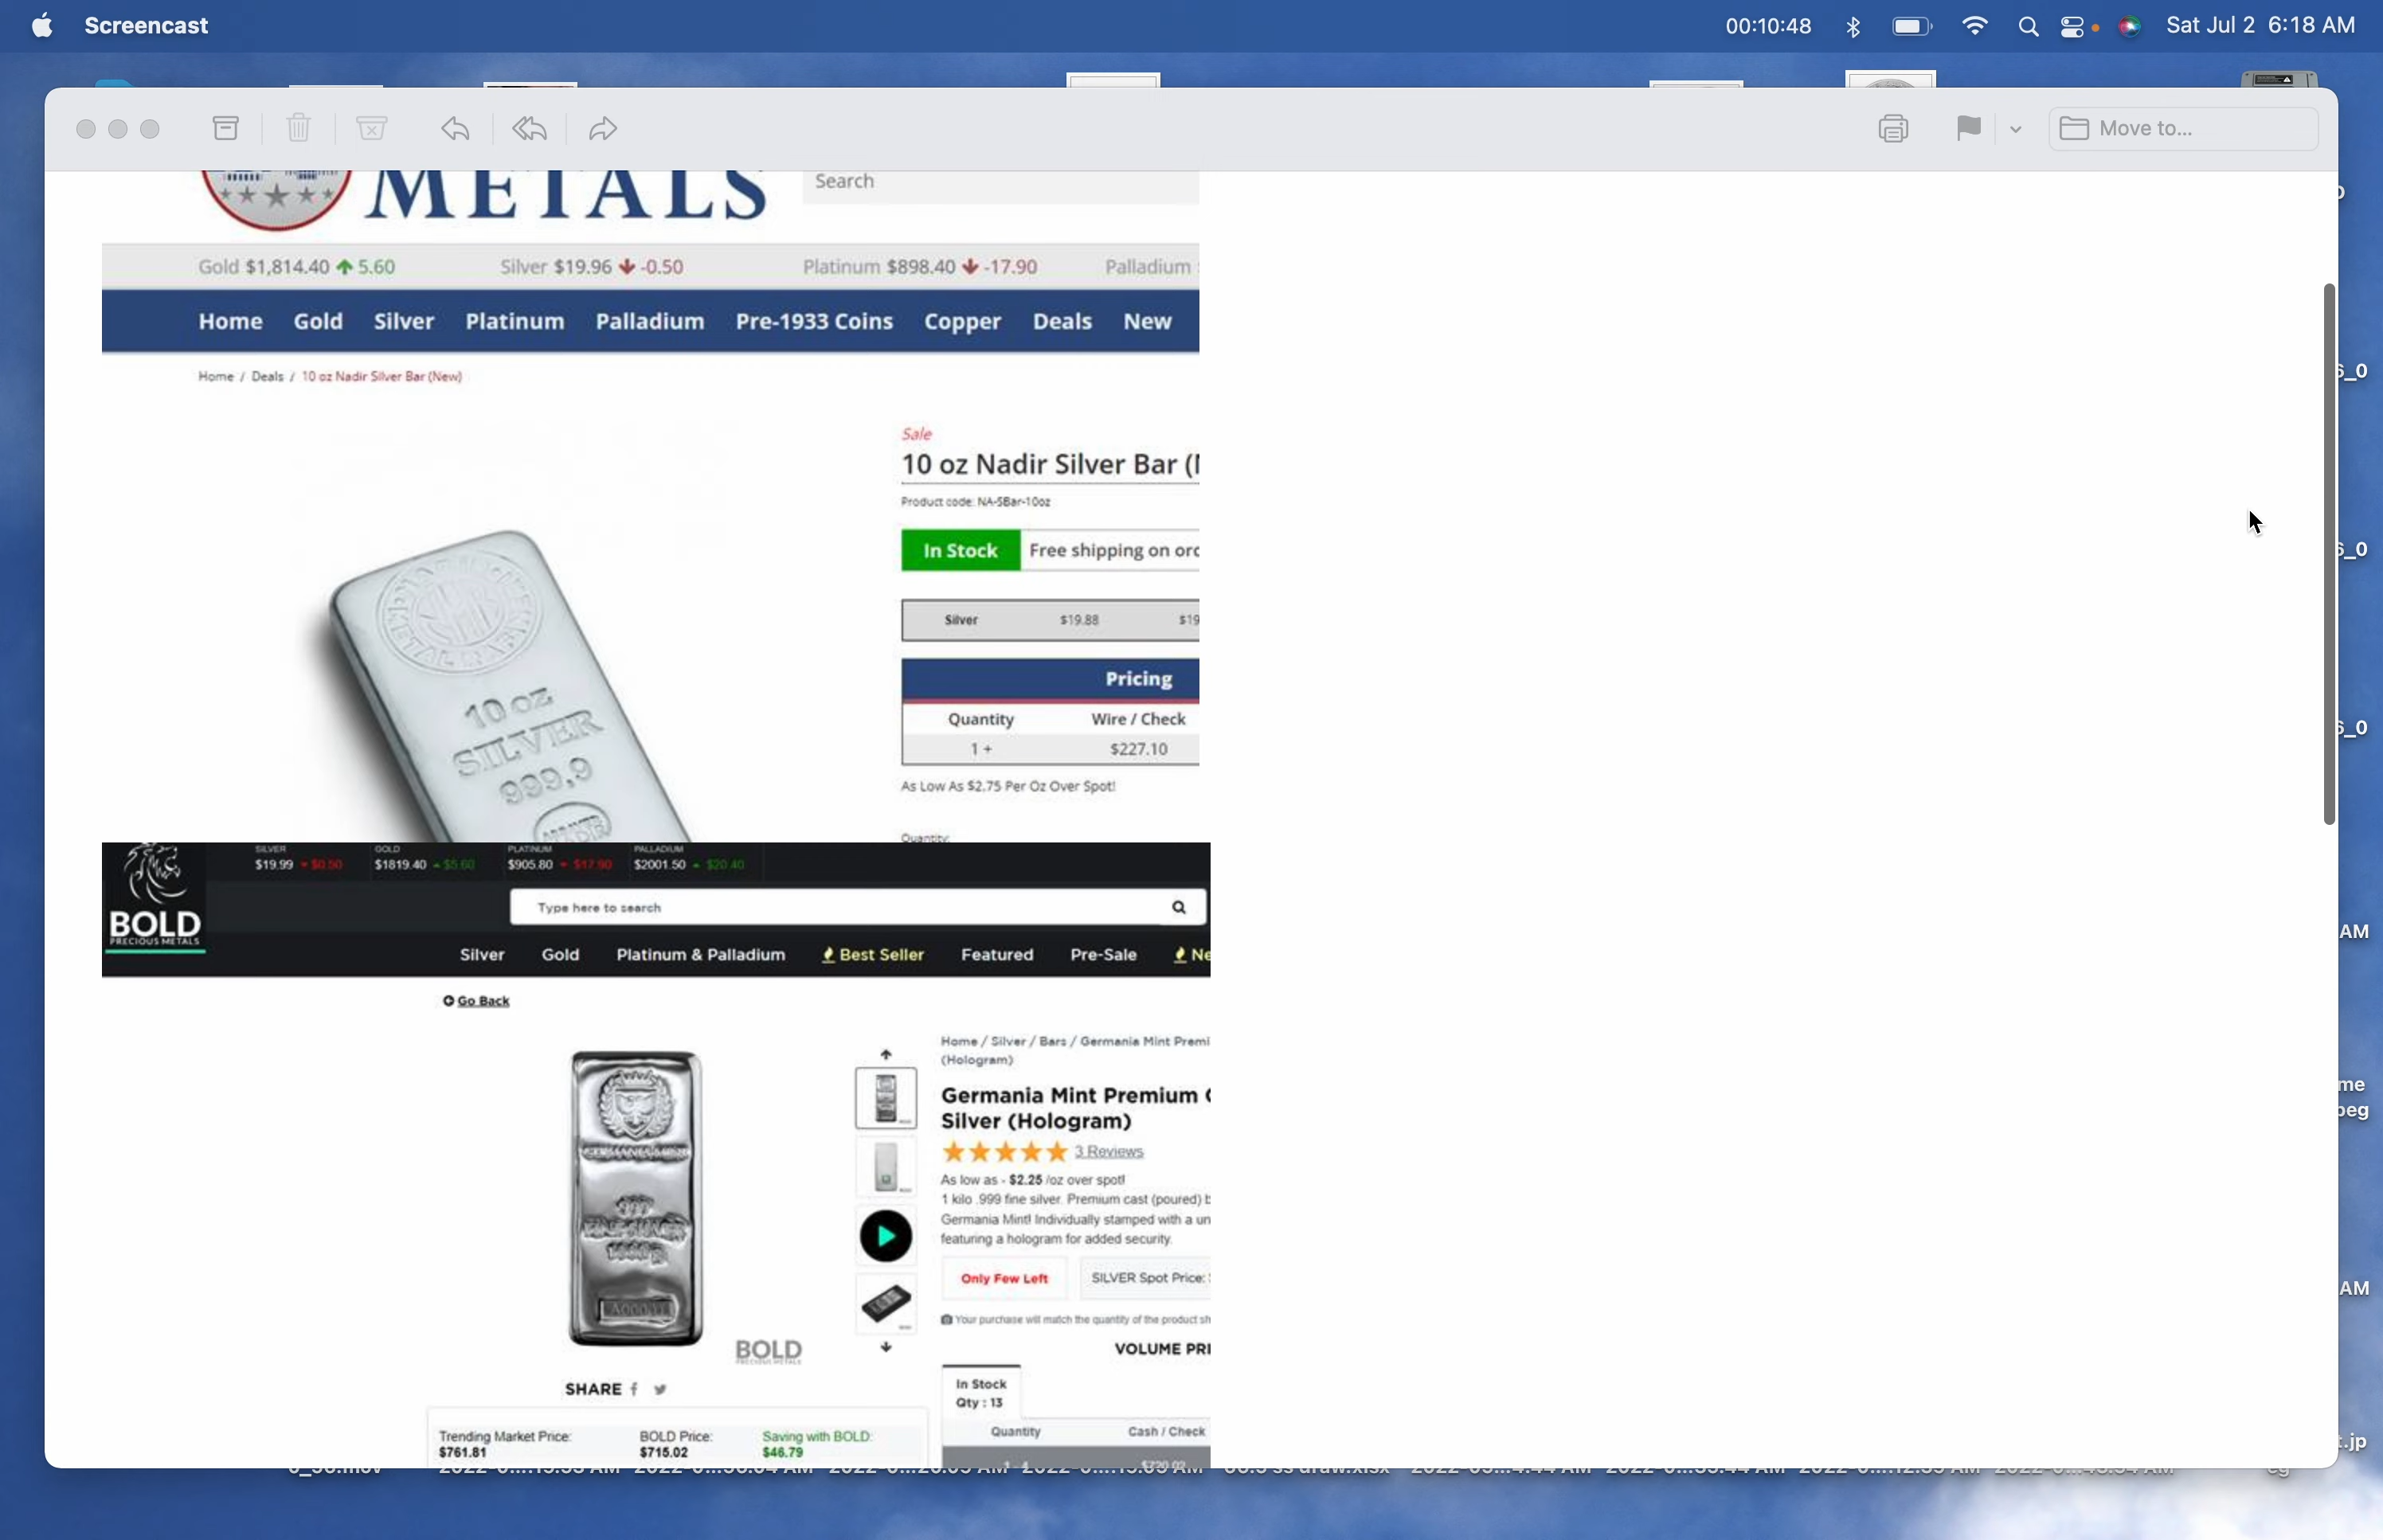 Screencast
00:10:48
Sat Jul 2 6:18 AM
Move to...
METALS
Search
Gold $1,814.40 5.60
Silver $19.96 -0.50
Platinum $898.40 -17.90
Palladium
Home Gold Silver Platinum Palladium Pre-1933 Coins Copper Deals New
Home / Deals / 10 oz Nadir Silver Bar (New)
Sale
10 oz Nadir Silver Bar (
Product code: NA-SBar-10oz
In Stock
Free shipping on orc
Silver $19.88 $19
Pricing
Quantity Wire / Check
1 + $227.10
As Low As $2.75 Per Oz Over Spot!
Quantity:
10 oz
SILVER
999,9
SILVER GOLD PLATINUM PALLADIUM
$19.99 $0.50 $1819.40 $5.60 $905.80 $17.90 $2001.50 $20.40
BOLD
PRECIOUS METALS
Type here to search
Silver Gold Platinum & Palladium Best Seller Featured Pre-Sale Ne
Go Back
Home / Silver / Bars / Germania Mint Premi
(Hologram)
Germania Mint Premium
Silver (Hologram)
3 Reviews
As low as - $2.25 /oz over spot!
1 kilo .999 fine silver. Premium cast (poured) b
Germania Mint! Individually stamped with a un
featuring a hologram for added security.
Only Few Left
SILVER Spot Price:
Your purchase will match the quantity of the product sh
VOLUME PRI
BOLD
PRECIOUS METALS
SHARE
In Stock
Qty : 13
Quantity Cash / Check
Trending Market Price: BOLD Price: Saving with BOLD:
$761.81 $715.02 $46.79
6_0
6_0
6_0
AM
me
peg
AM
t.jp